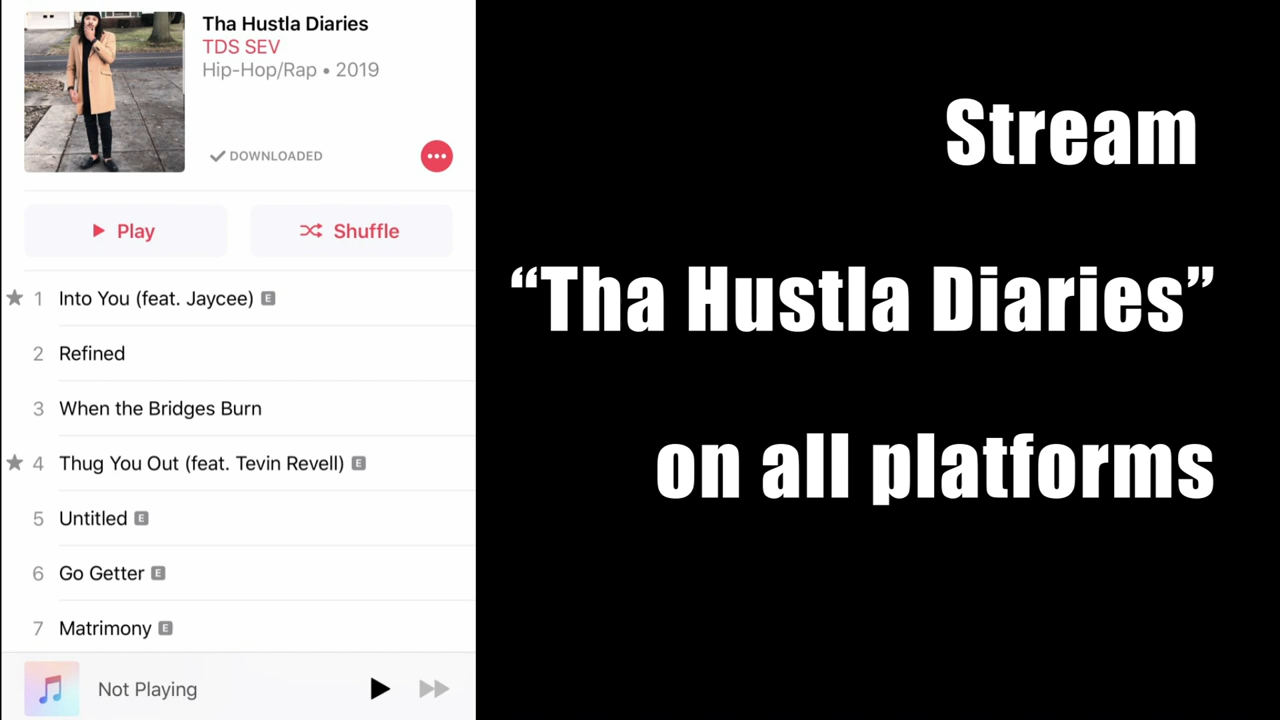 Tha Hustla Diaries
TDS SEV
Hip-Hop/Rap • 2019
DOWNLOADED
Play
Shuffle
1 Into You (feat. Jaycee) E
2 Refined
3 When the Bridges Burn
4 Thug You Out (feat. Tevin Revell) E
5 Untitled E
6 Go Getter E
7 Matrimony E
Not Playing
Stream
“Tha Hustla Diaries”
on all platforms